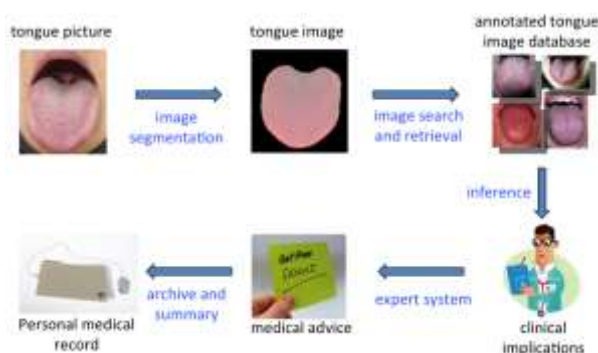 tongue picture
tongue image
annotated tongue
image database
image
segmentation
image search
and retrieval
inference
Personal medical
record
archive and
summary
medical advice
expert system
clinical
implications